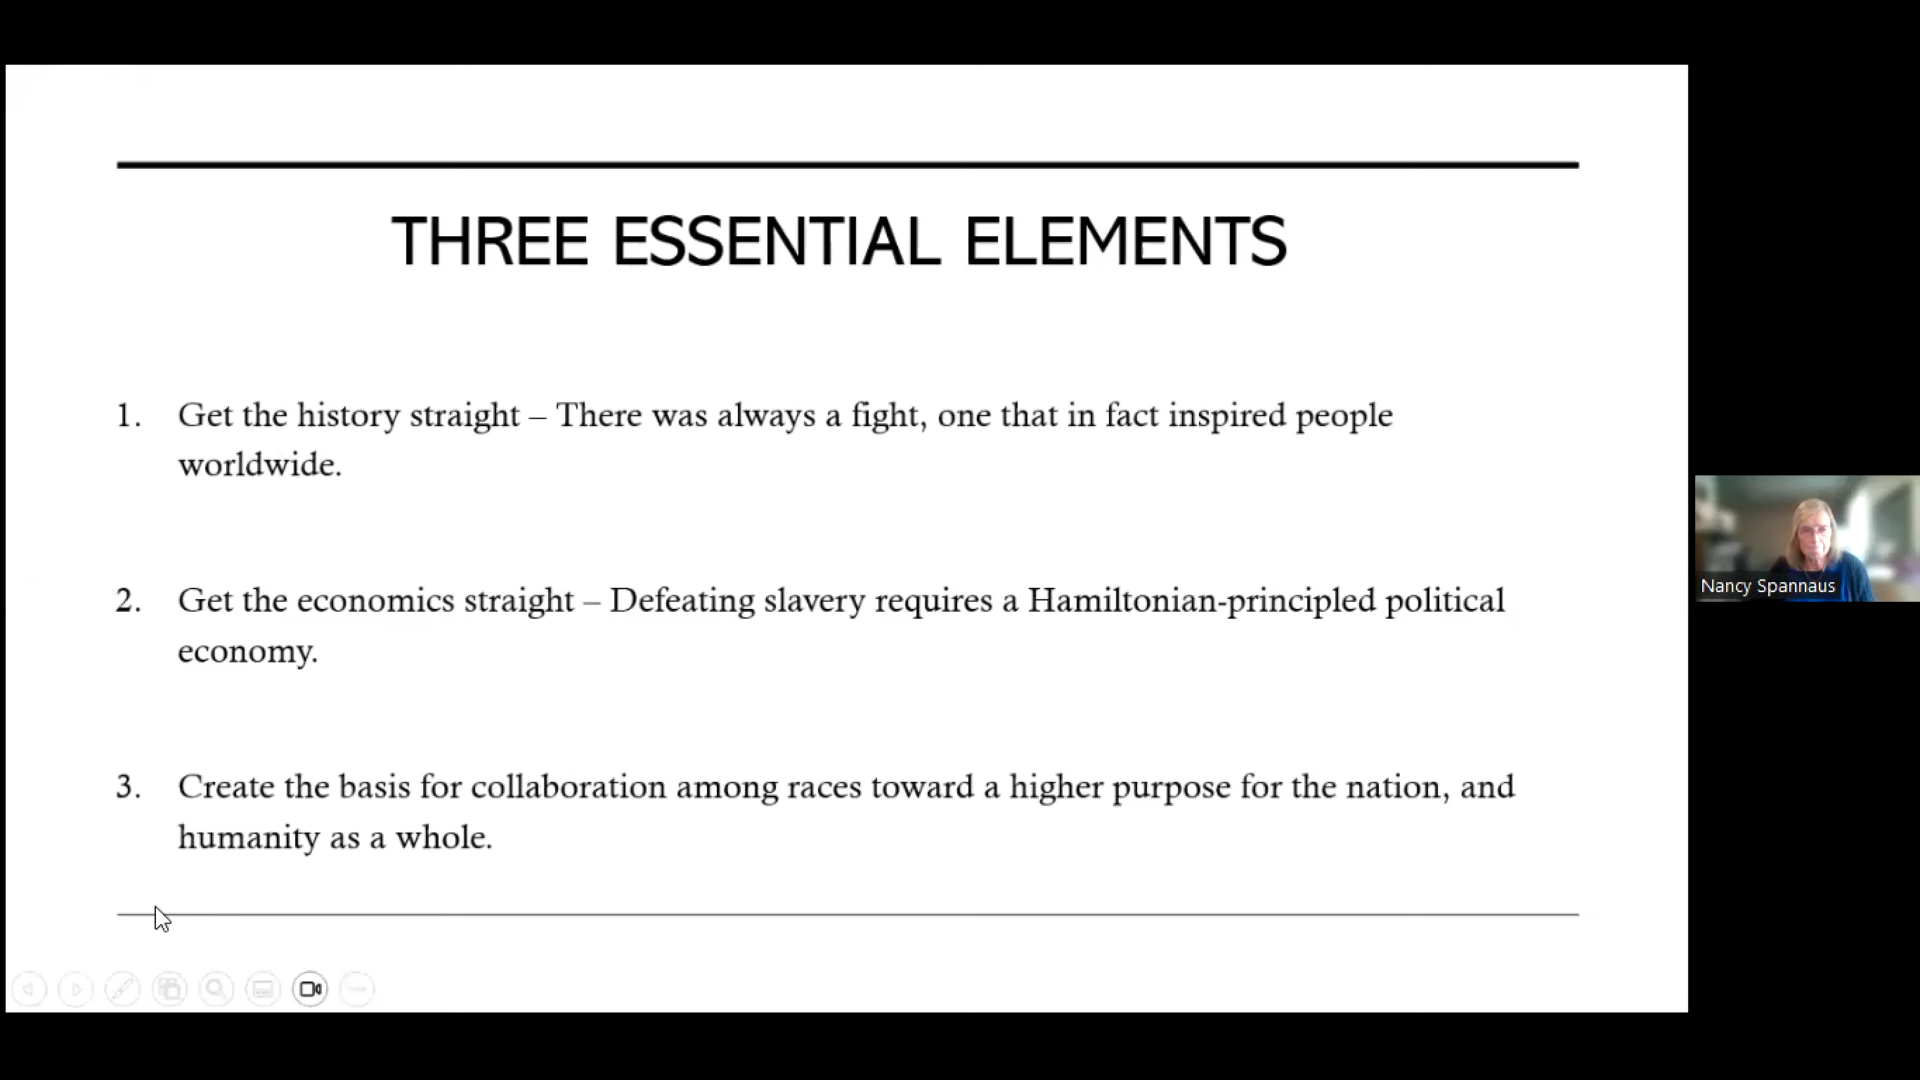 THREE ESSENTIAL ELEMENTS
1. Get the history straight – There was always a fight, one that in fact inspired people
worldwide.
2. Get the economics straight – Defeating slavery requires a Hamiltonian-principled political
economy.
3. Create the basis for collaboration among races toward a higher purpose for the nation, and
humanity as a whole.
Nancy Spannaus